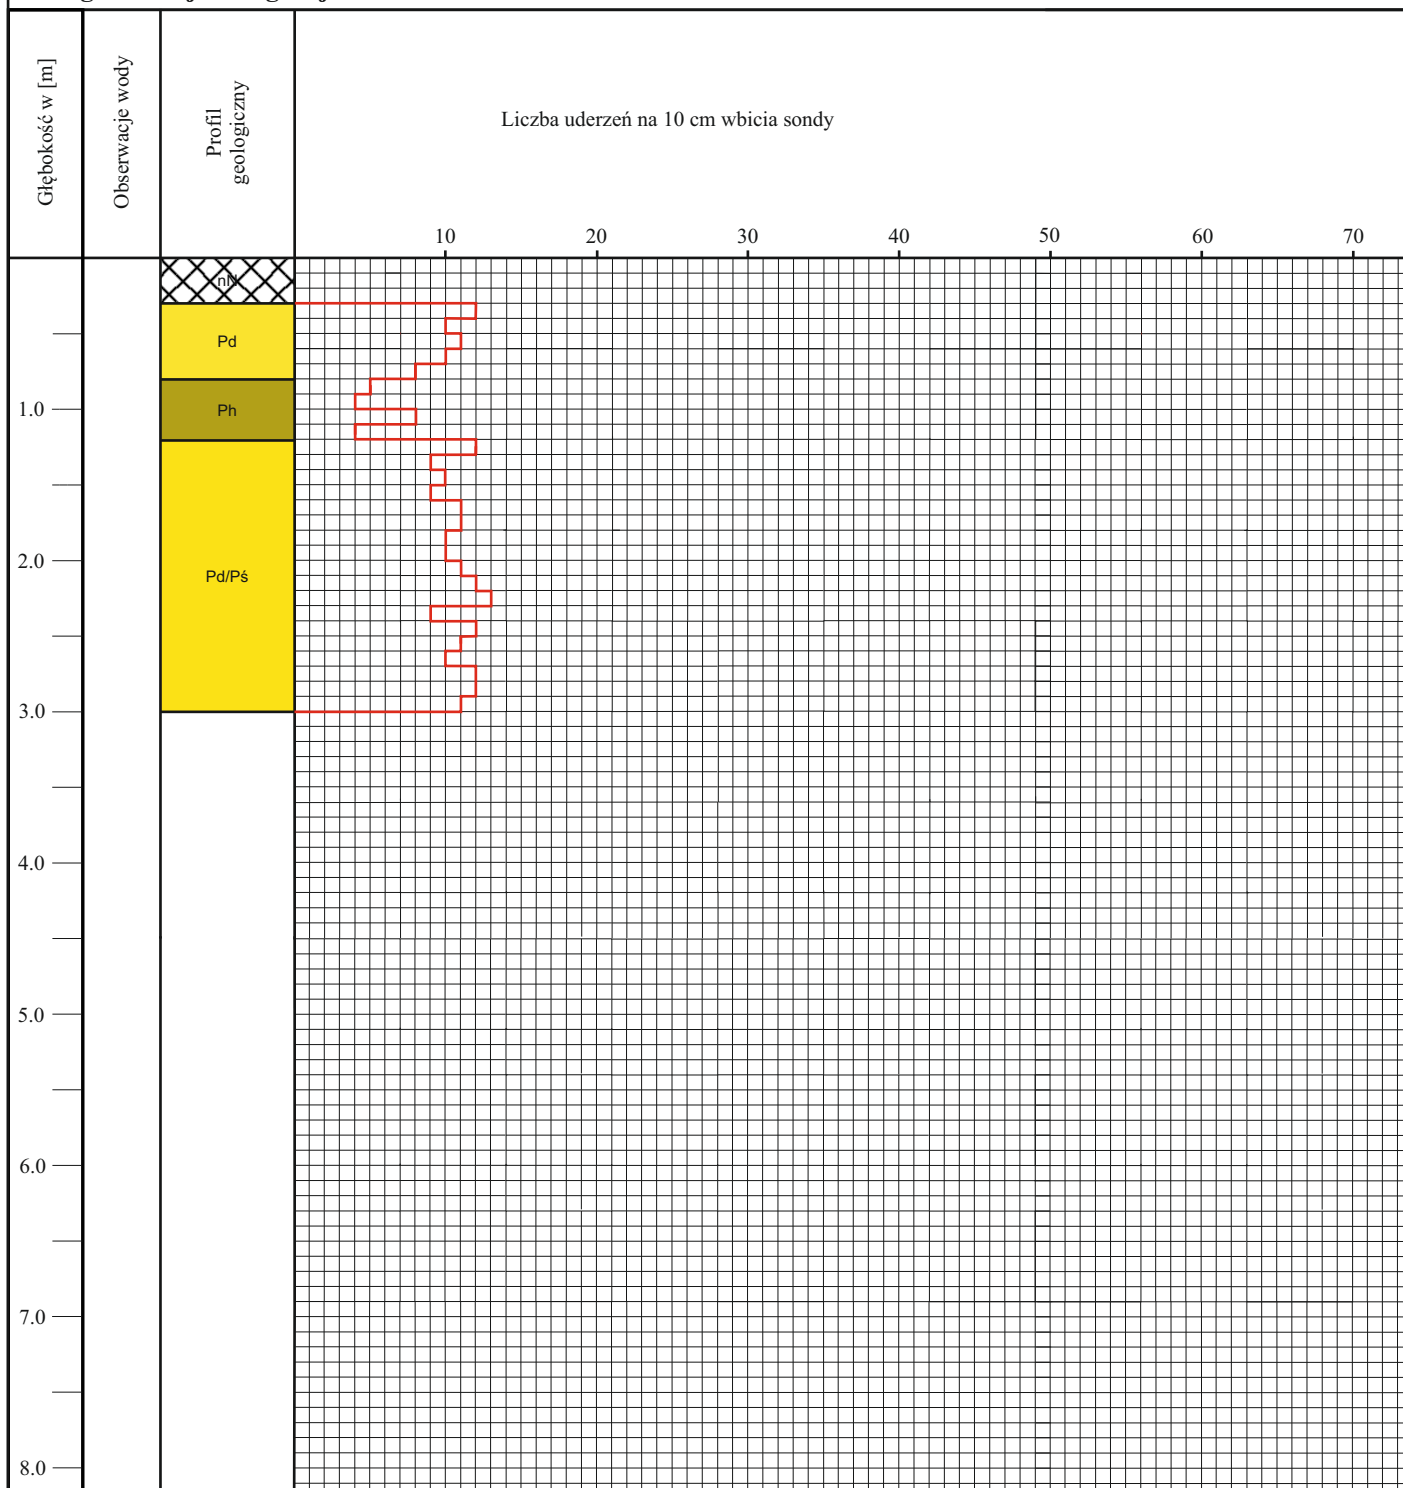 Głębokość w [m]
Obserwacje wody
Profil
geologiczny
Liczba uderzeń na 10 cm wbicia sondy
10 20 30 40 50 60 70
nN
Pd
1.0
Ph
2.0
Pd/Pś
3.0
4.0
5.0
6.0
7.0
8.0